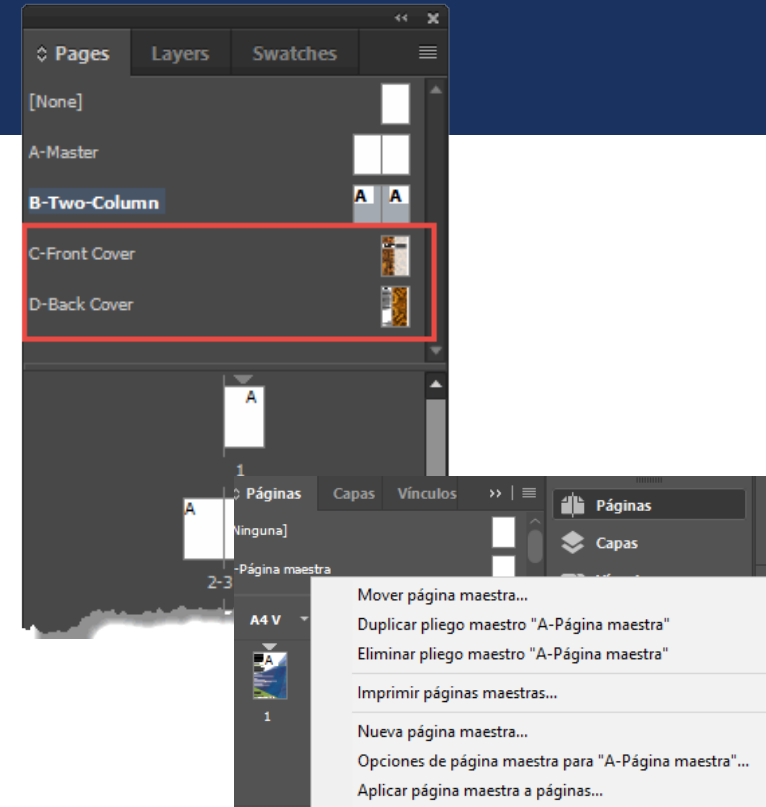 Pages Layers Swatches
[None]
A-Master
B-Two-Column
A A
C-Front Cover
D-Back Cover
A
1
A
2-3
Páginas Capas Vínculos
Ninguna]
-Página maestra
A4 V
A
1
Páginas
Capas
Mover página maestra...
Duplicar pliego maestro "A-Página maestra"
Eliminar pliego maestro "A-Página maestra"
Imprimir páginas maestras...
Nueva página maestra...
Opciones de página maestra para "A-Página maestra"...
Aplicar página maestra a páginas...